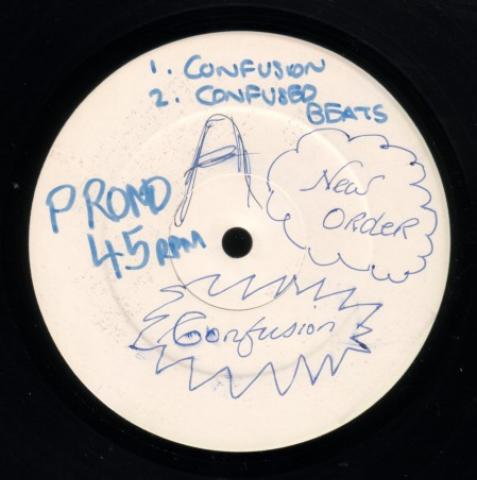 1. CONFUSION
2. CONFUSED
BEATS
A
New
ORDER
PROMO
45 RPM
Confusion